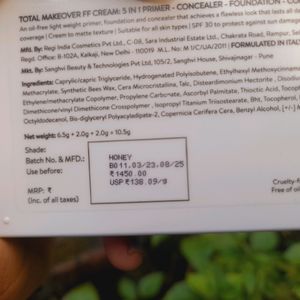 TOTAL MAKEOVER FF CREAM: 5 IN 1 PRIMER - CONCEALER - FOUNDATION - CO
An oil-free light weight primer, foundation and concealer that achieves a flawless look
coverage | Cream to matte texture | Suitable for all skin types | SPF 30 to protect against sun damage
Mfg. By: Regi India Cosmetics Pvt Ltd., C-08, Sara Industrial Estate Ltd., Chakrata Road, Rampur, Se
Regd. Office: B-102A, Kalkaji, New Delhi - 110019 M.L. No: M 1/C/UA/2011 | FORMULATED IN ITALY
Mkt. By: Sanghvi Beauty & Technologies Pvt Ltd, 105/2, Sanghvi House, Shivajinagar - Pune
Ingredients: Caprylic/capric Triglyceride, Hydrogenated Polyisobutene, Ethylhexyl Methoxycinnam
Methacrylate, Synthetic Bees Wax, Cera Microcristallina, Talc, Disteardimonium Hectorite
Ethylene/methacrylate Copolymer, Propylene Carbonate, Ascorbyl Palmitate, Thioctic Acid, Tocop
Dimethicone/vinyl Dimethicone Crosspolymer, Isopropyl Titanium Triisostearate, Bht, Tocopherol,
Octyldodecanol, Bis-diglyceryl Polyacyladipate-2, Copernicia Cerifera Cera, Benzyl Alcohol, [+/-]
Net weight: 6.5g + 2.0g + 2.0g = 10.5g
Shade: HONEY
Batch No. & MFD.: B011.03/23.08/25
Use before: ₹1450.00
USP ₹138.09/g
MRP: ₹
(Inc. of all taxes)
Cruelty-f
Free of oil